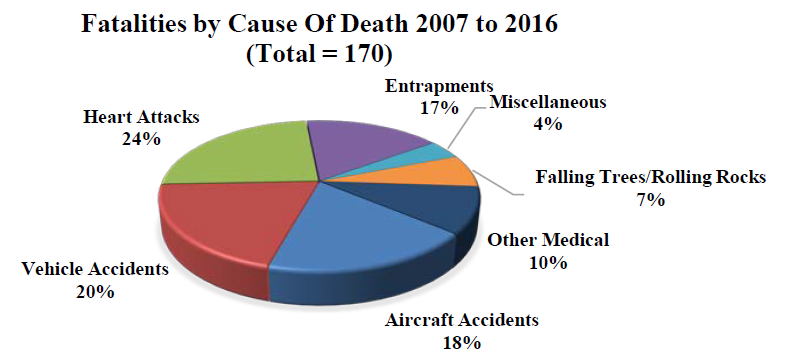 Fatalities by Cause Of Death 2007 to 2016
(Total = 170)
Entrapments
17%
Miscellaneous
4%
Heart Attacks
24%
Falling Trees/Rolling Rocks
7%
Other Medical
10%
Vehicle Accidents
20%
Aircraft Accidents
18%